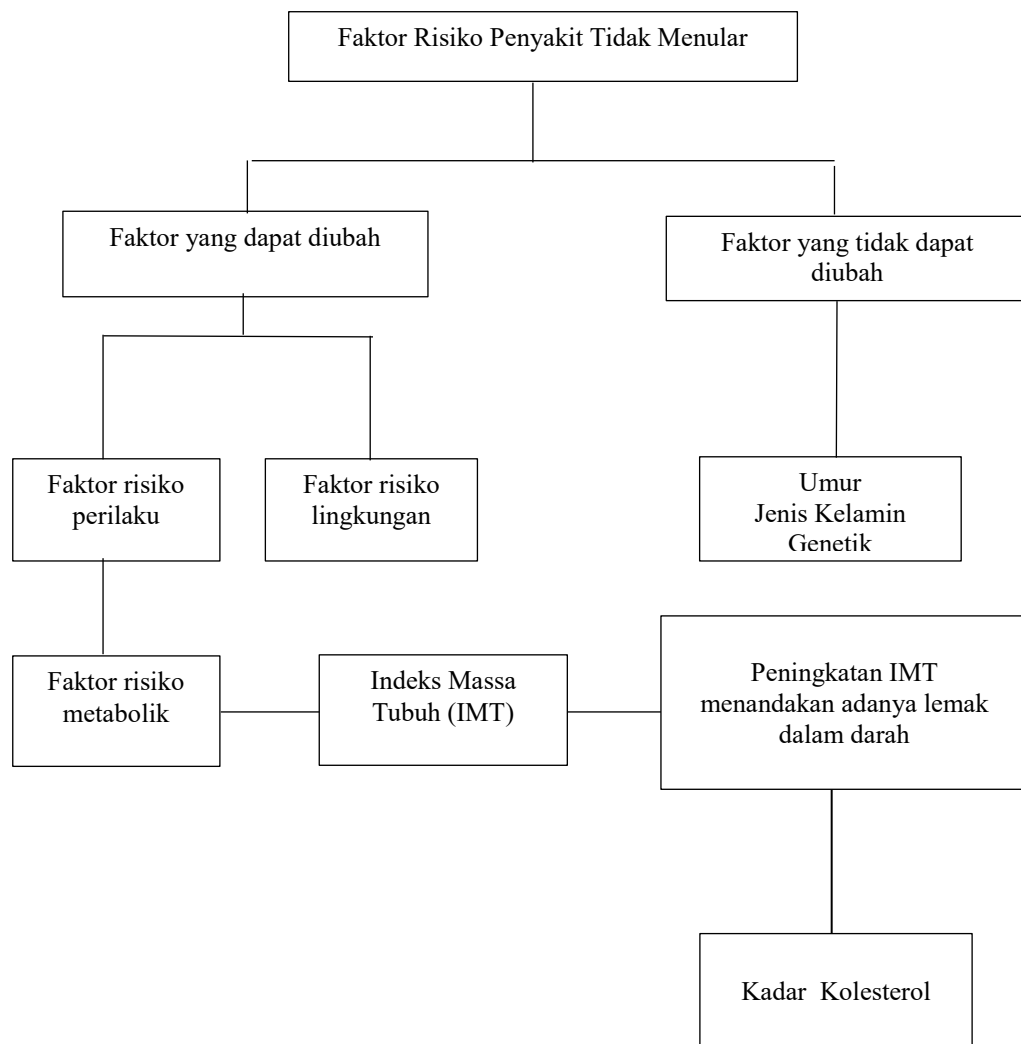 Faktor Risiko Penyakit Tidak Menular
Faktor yang dapat diubah
Faktor yang tidak dapat
diubah
Faktor risiko
perilaku
Faktor risiko
lingkungan
Umur
Jenis Kelamin
Genetik
Faktor risiko
metabolik
Indeks Massa
Tubuh (IMT)
Peningkatan IMT
menandakan adanya lemak
dalam darah
Kadar Kolesterol